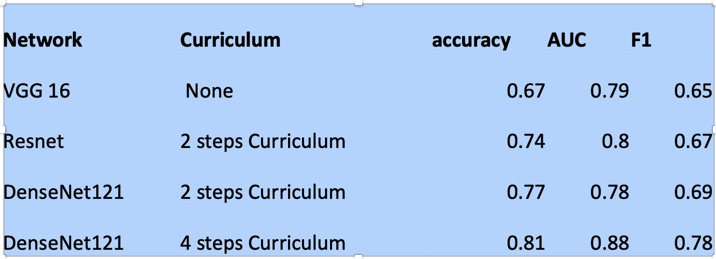 Network Curriculum accuracy AUC F1
VGG 16 None 0.67 0.79 0.65
Resnet 2 steps Curriculum 0.74 0.8 0.67
DenseNet121 2 steps Curriculum 0.77 0.78 0.69
DenseNet121 4 steps Curriculum 0.81 0.88 0.78